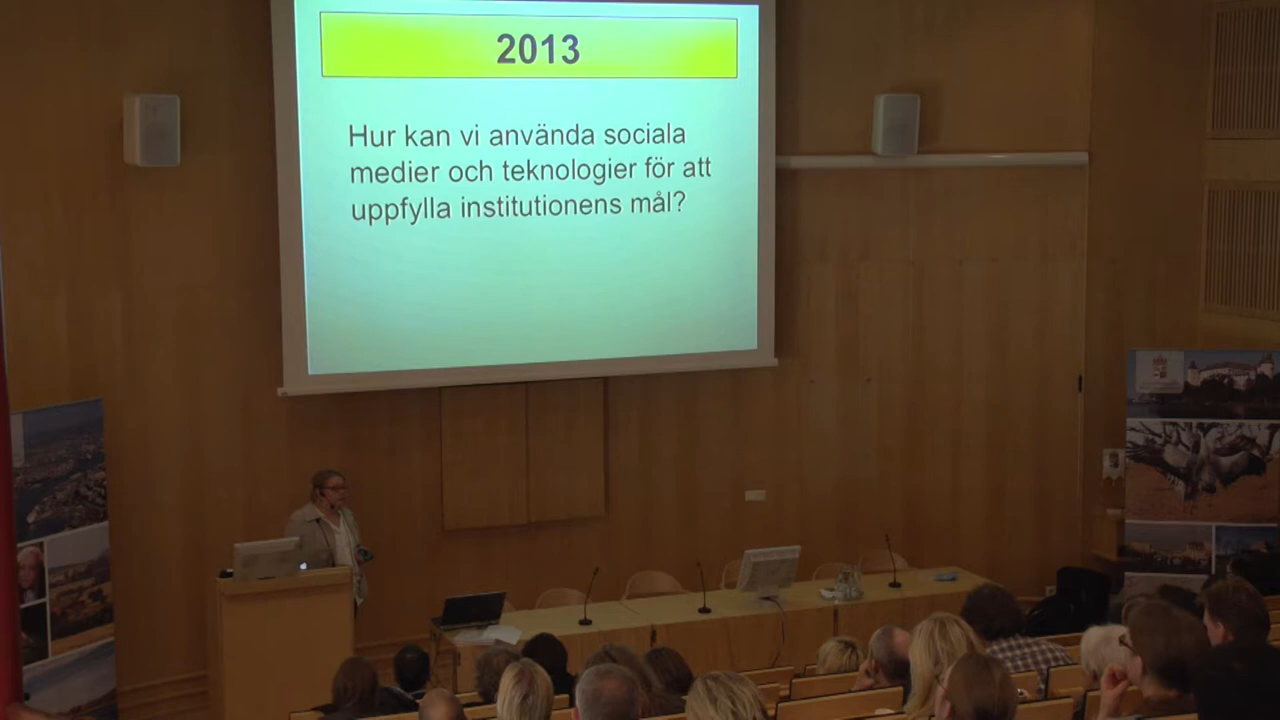 2013
Hur kan vi använda sociala
medier och teknologier för att
uppfylla institutionens mål?